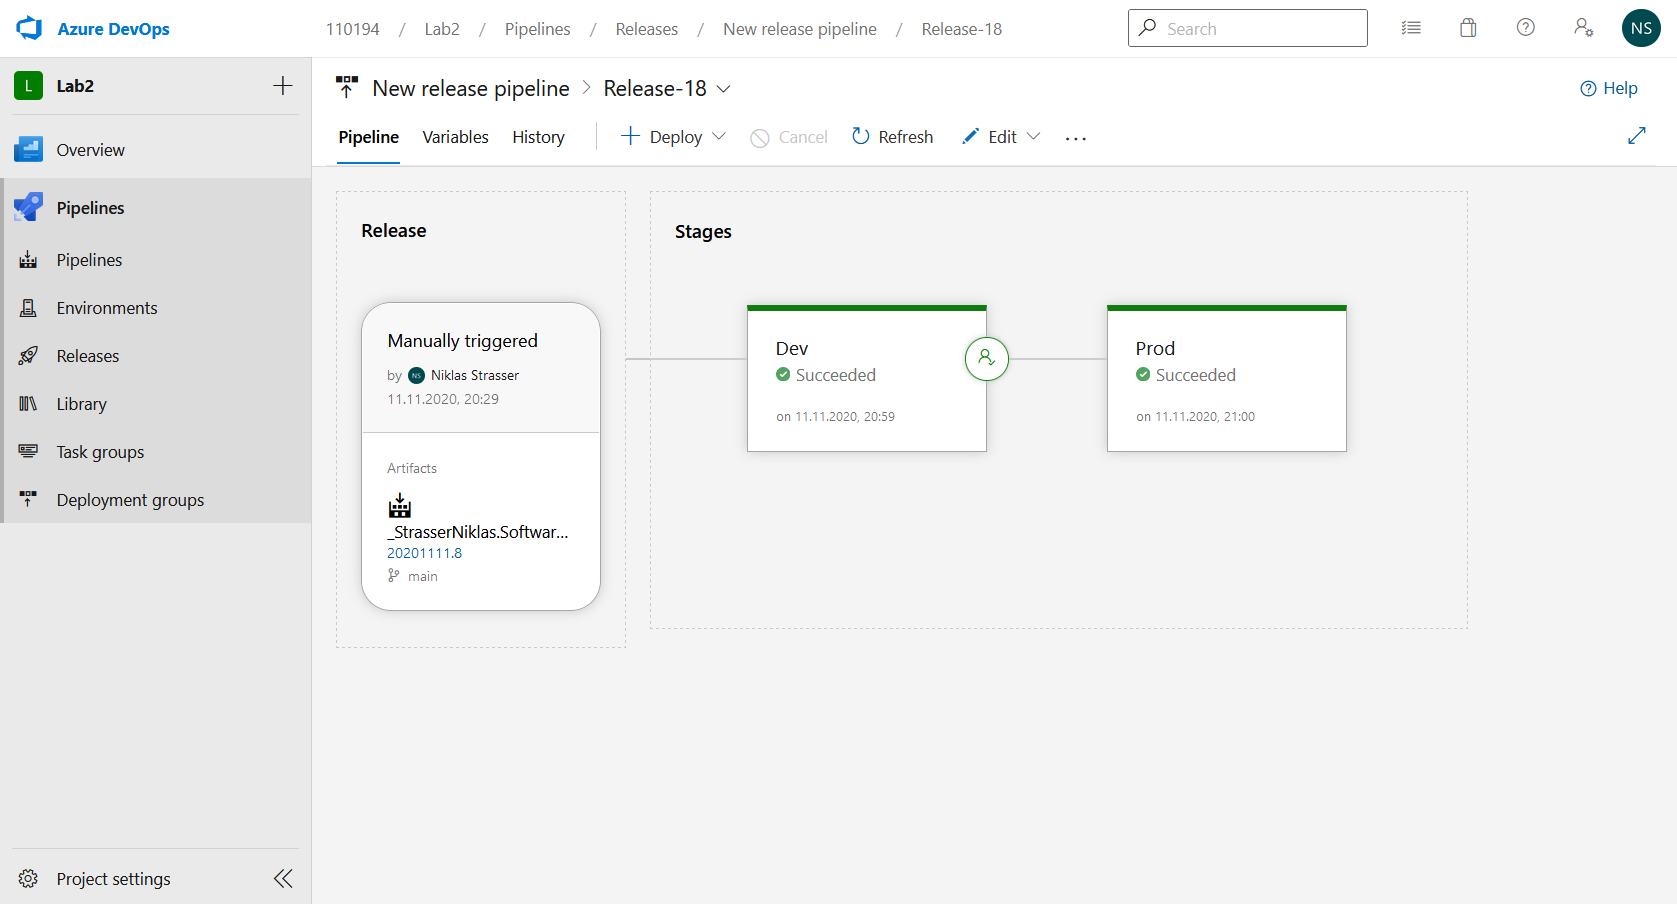 Azure DevOps
110194 / Lab2 / Pipelines / Releases / New release pipeline / Release-18
Search
NS
L Lab2
Overview
Pipelines
Pipelines
Environments
Releases
Library
Task groups
Deployment groups
Project settings
New release pipeline > Release-18
Help
Pipeline Variables History Deploy Cancel Refresh Edit ...
Release
Manually triggered
by NS Niklas Strasser
11.11.2020, 20:29
Artifacts
_StrasserNiklas.Softwar...
20201111.8
main
Stages
Dev
Succeeded
on 11.11.2020, 20:59
Prod
Succeeded
on 11.11.2020, 21:00